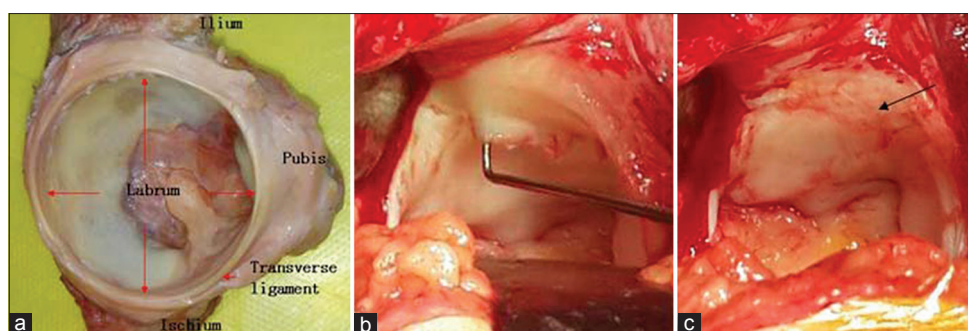 Ilium
Pubis
Labrum
Transverse
ligament
Ischium
a
b
c